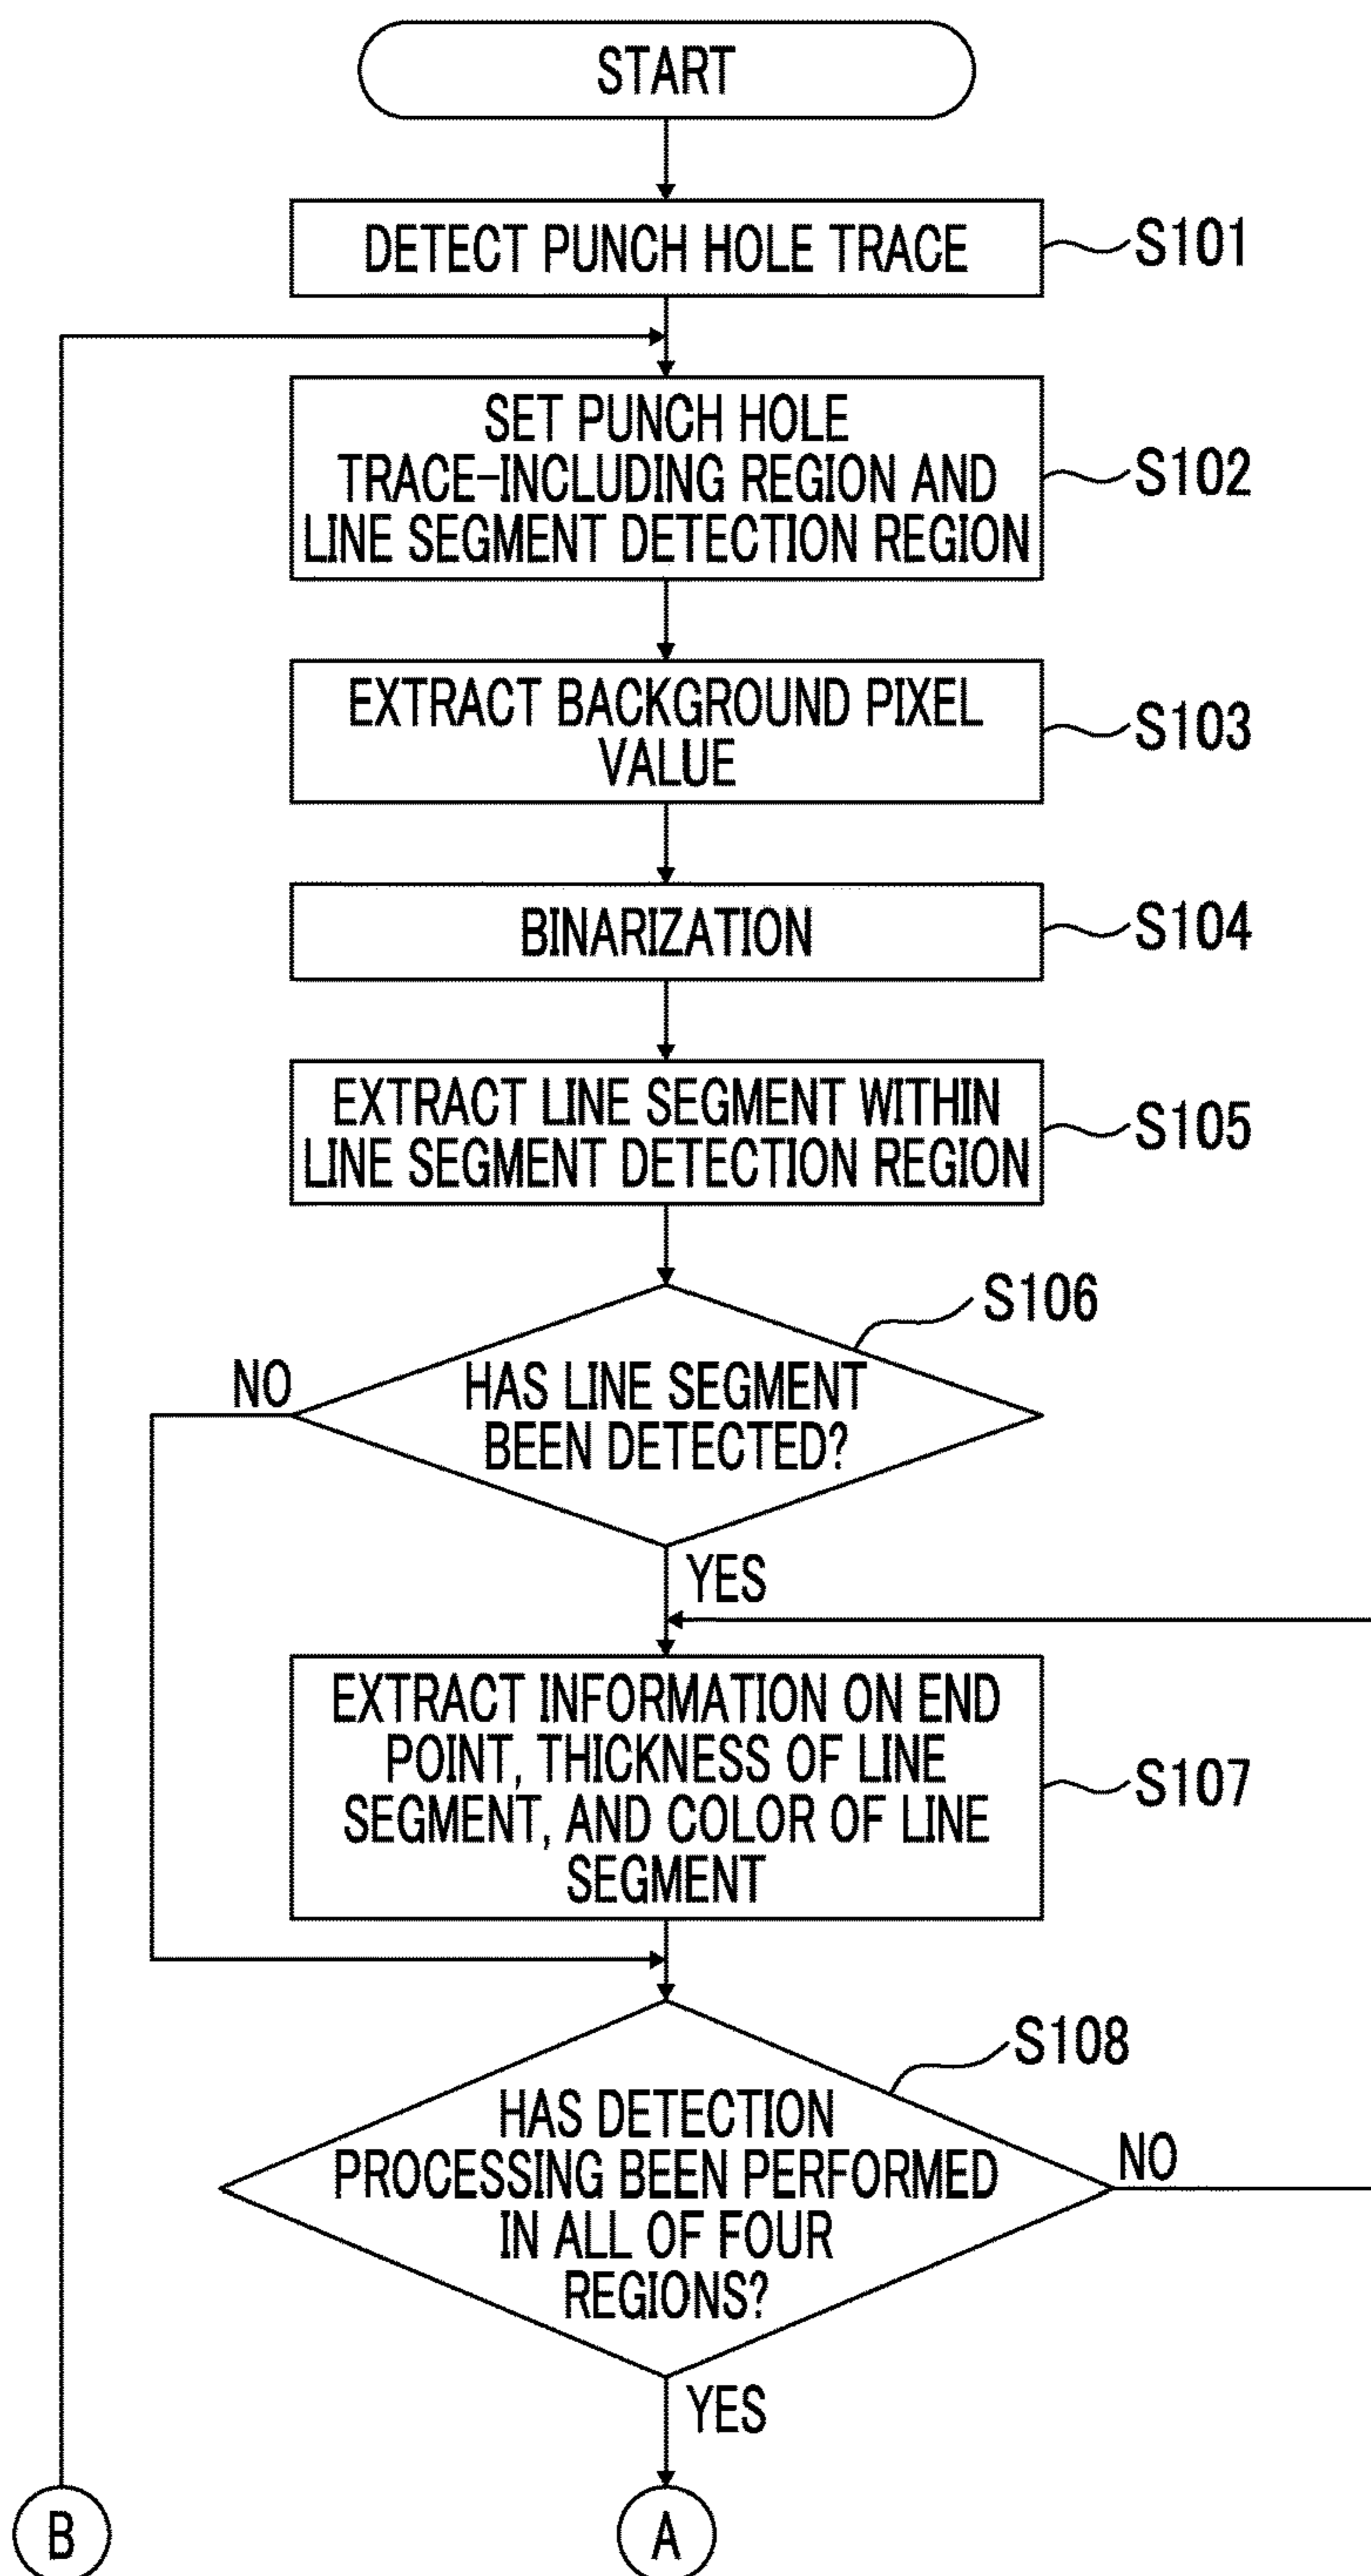 START
DETECT PUNCH HOLE TRACE
S101
SET PUNCH HOLE
TRACE-INCLUDING REGION AND
LINE SEGMENT DETECTION REGION
S102
EXTRACT BACKGROUND PIXEL
VALUE
S103
BINARIZATION
S104
EXTRACT LINE SEGMENT WITHIN
LINE SEGMENT DETECTION REGION
S105
S106
HAS LINE SEGMENT
BEEN DETECTED?
NO
YES
EXTRACT INFORMATION ON END
POINT, THICKNESS OF LINE
SEGMENT, AND COLOR OF LINE
SEGMENT
S107
S108
HAS DETECTION
PROCESSING BEEN PERFORMED
IN ALL OF FOUR
REGIONS?
NO
YES
B
A